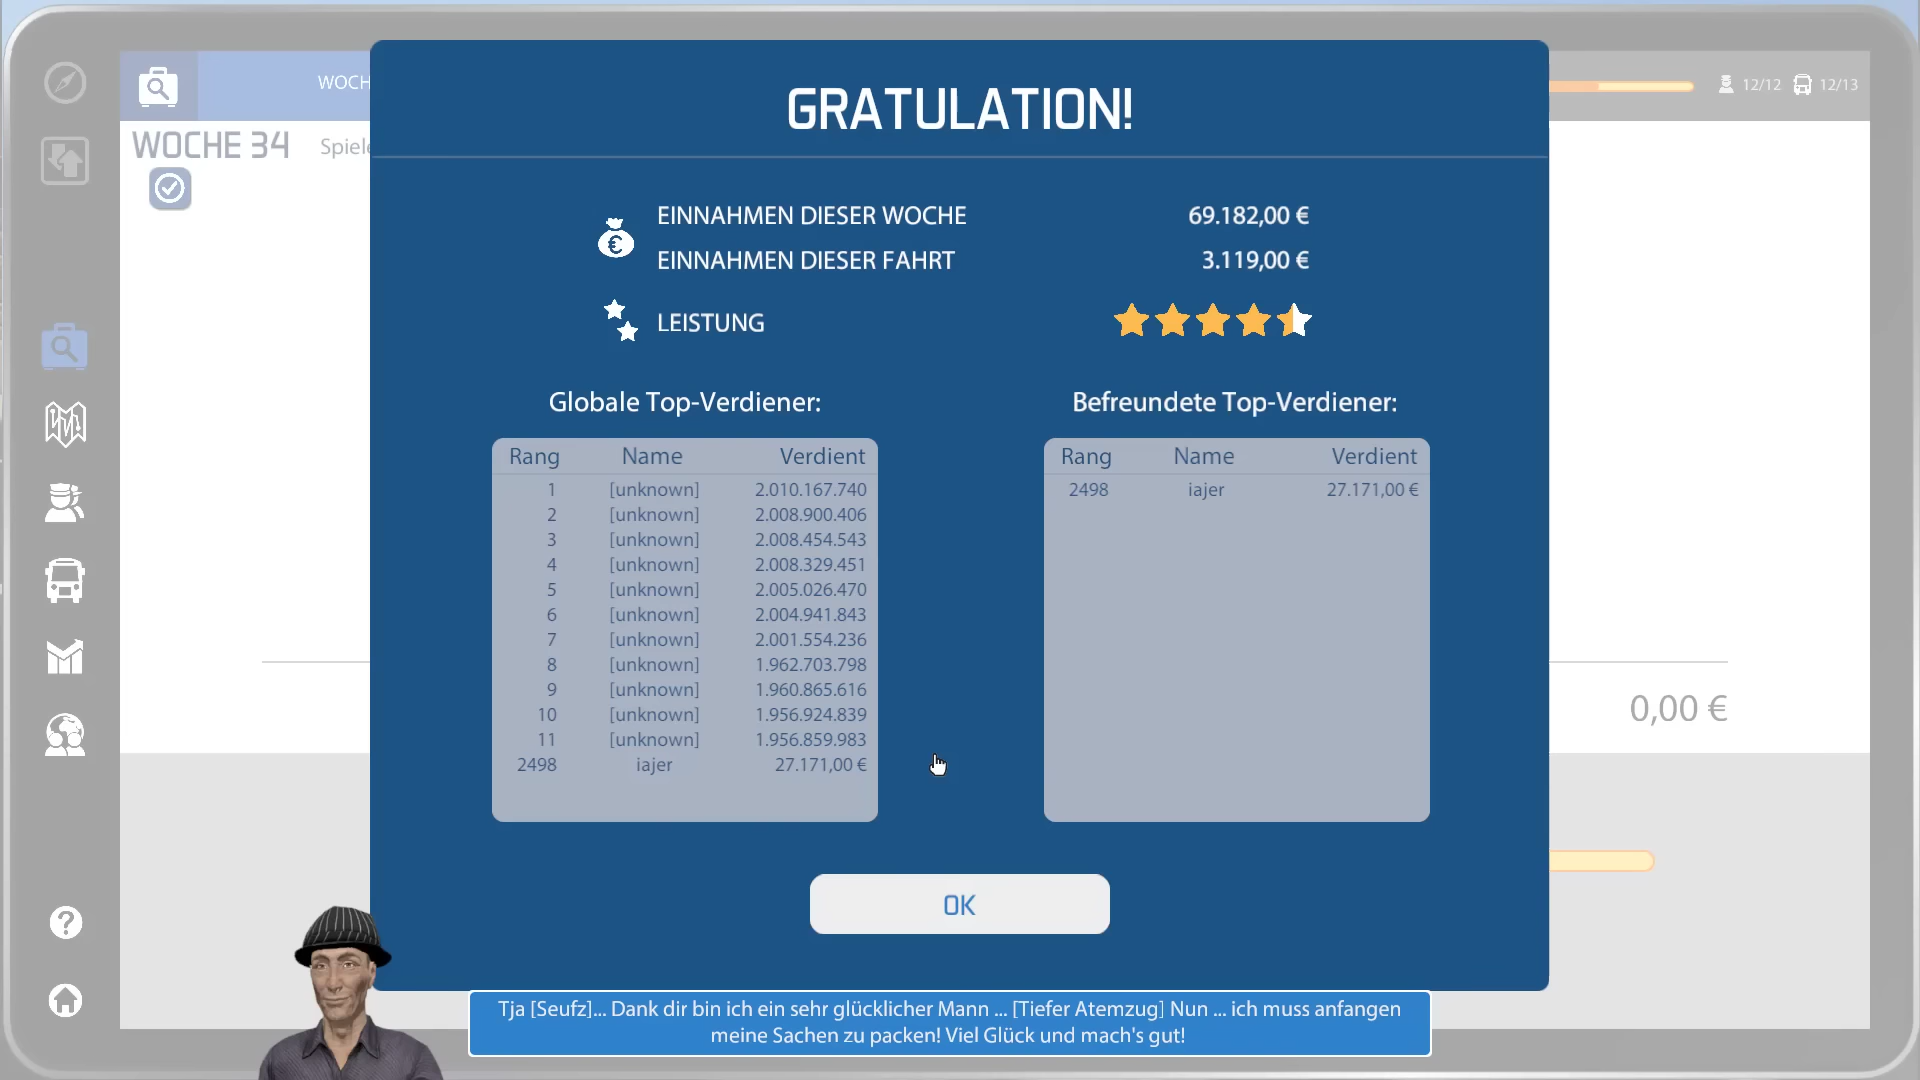 WOCH
12/12
12/13
WOCHE 34
Spiele
GRATULATION!
EINNAHMEN DIESER WOCHE 69.182,00 €
EINNAHMEN DIESER FAHRT 3.119,00 €
LEISTUNG
Globale Top-Verdiener:
Rang Name Verdient
1 [unknown] 2.010.167.740
2 [unknown] 2.008.900.406
3 [unknown] 2.008.454.543
4 [unknown] 2.008.329.451
5 [unknown] 2.005.026.470
6 [unknown] 2.004.941.843
7 [unknown] 2.001.554.236
8 [unknown] 1.962.703.798
9 [unknown] 1.960.865.616
10 [unknown] 1.956.924.839
11 [unknown] 1.956.859.983
2498 iajer 27.171,00 €
Befreundete Top-Verdiener:
Rang Name Verdient
2498 iajer 27.171,00 €
0,00 €
OK
Tja [Seufz]... Dank dir bin ich ein sehr glücklicher Mann ... [Tiefer Atemzug] Nun ... ich muss anfangen
meine Sachen zu packen! Viel Glück und mach's gut!